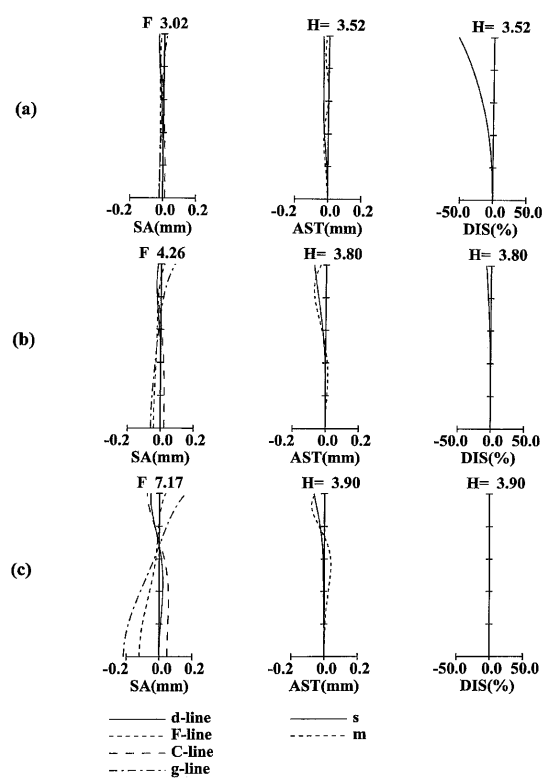 F 3.02 H= 3.52 H= 3.52
(a)
-0.2 0.0 0.2 -0.2 0.0 0.2 -50.0 0.0 50.0
SA(mm) AST(mm) DIS(%)
F 4.26 H= 3.80 H= 3.80
(b)
-0.2 0.0 0.2 -0.2 0.0 0.2 -50.0 0.0 50.0
SA(mm) AST(mm) DIS(%)
F 7.17 H= 3.90 H= 3.90
(c)
-0.2 0.0 0.2 -0.2 0.0 0.2 -50.0 0.0 50.0
SA(mm) AST(mm) DIS(%)
d-line s
F-line m
C-line
g-line